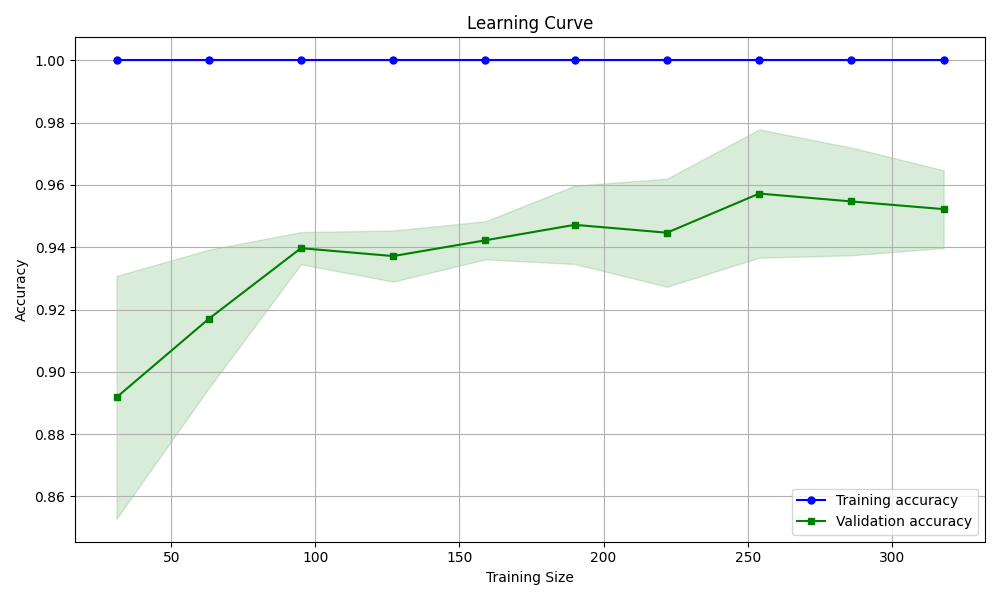 Learning Curve
1.00
0.98
0.96
0.94
0.92
0.90
0.88
0.86
Accuracy
50 100 150 200 250 300
Training Size
Training accuracy
Validation accuracy